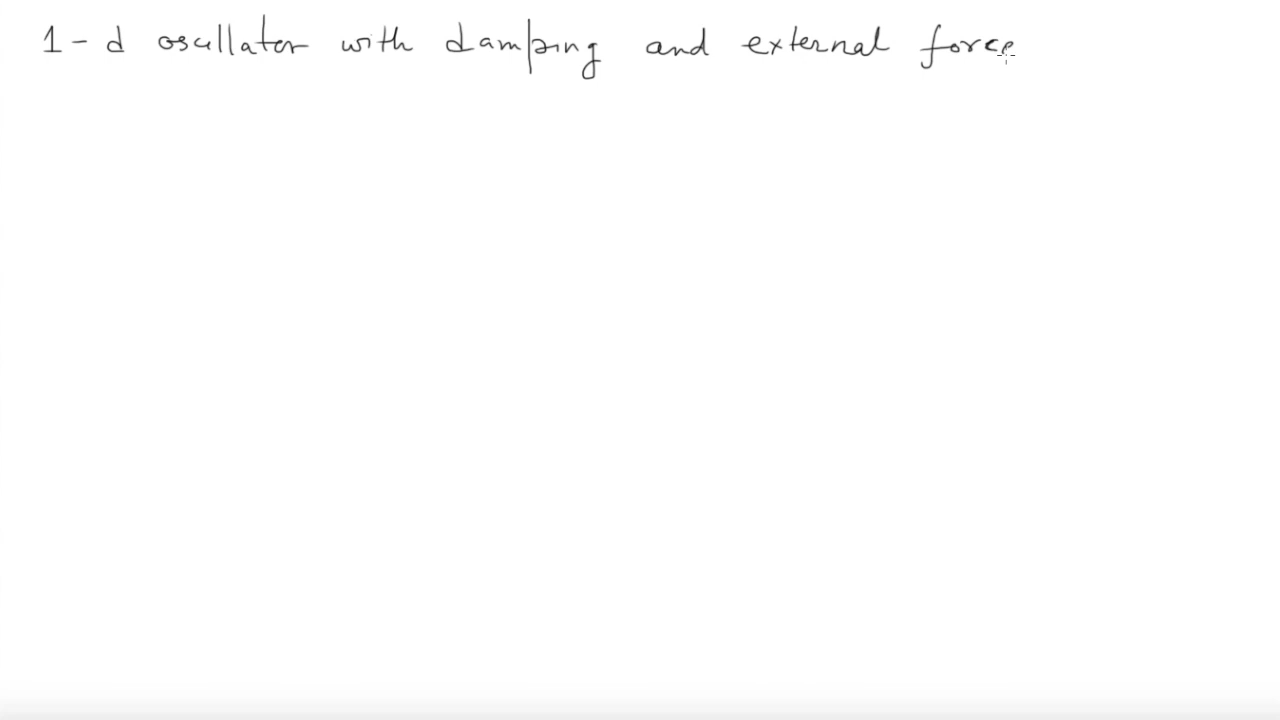 1-d oscillator with damping and external force